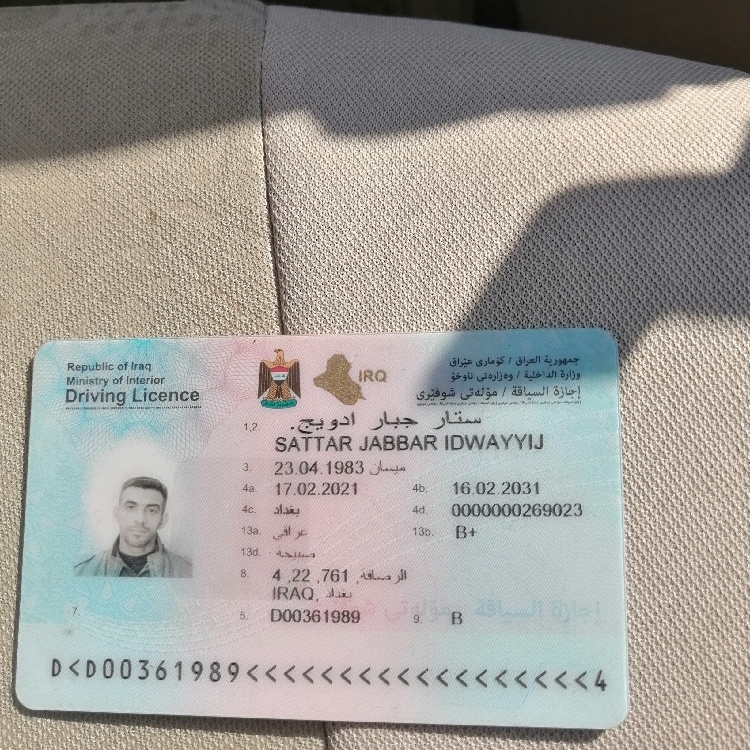 Republic of Iraq
Ministry of Interior
Driving Licence
IRQ
جمهورية العراق / كۆماری عێراق
وزارة الداخلية / وەزارەتی ناوخۆ
إجازة السياقة / مۆڵەتی شوفێری
1,2 ستار جبار ادويج.
SATTAR JABBAR IDWAYYIJ
3. 23.04.1983 ميسان
4a. 17.02.2021 4b. 16.02.2031
4c. بغداد 4d. 0000000269023
13a. عراقي 13b. B+
13d. صبيحه
8. الرصافة, 761, 22, 4
بغداد, IRAQ
7.
5. D00361989 9. B
إجازة السياقة مۆڵەتی
D<D00361989<<<<<<<<<<<<<<<<<<4